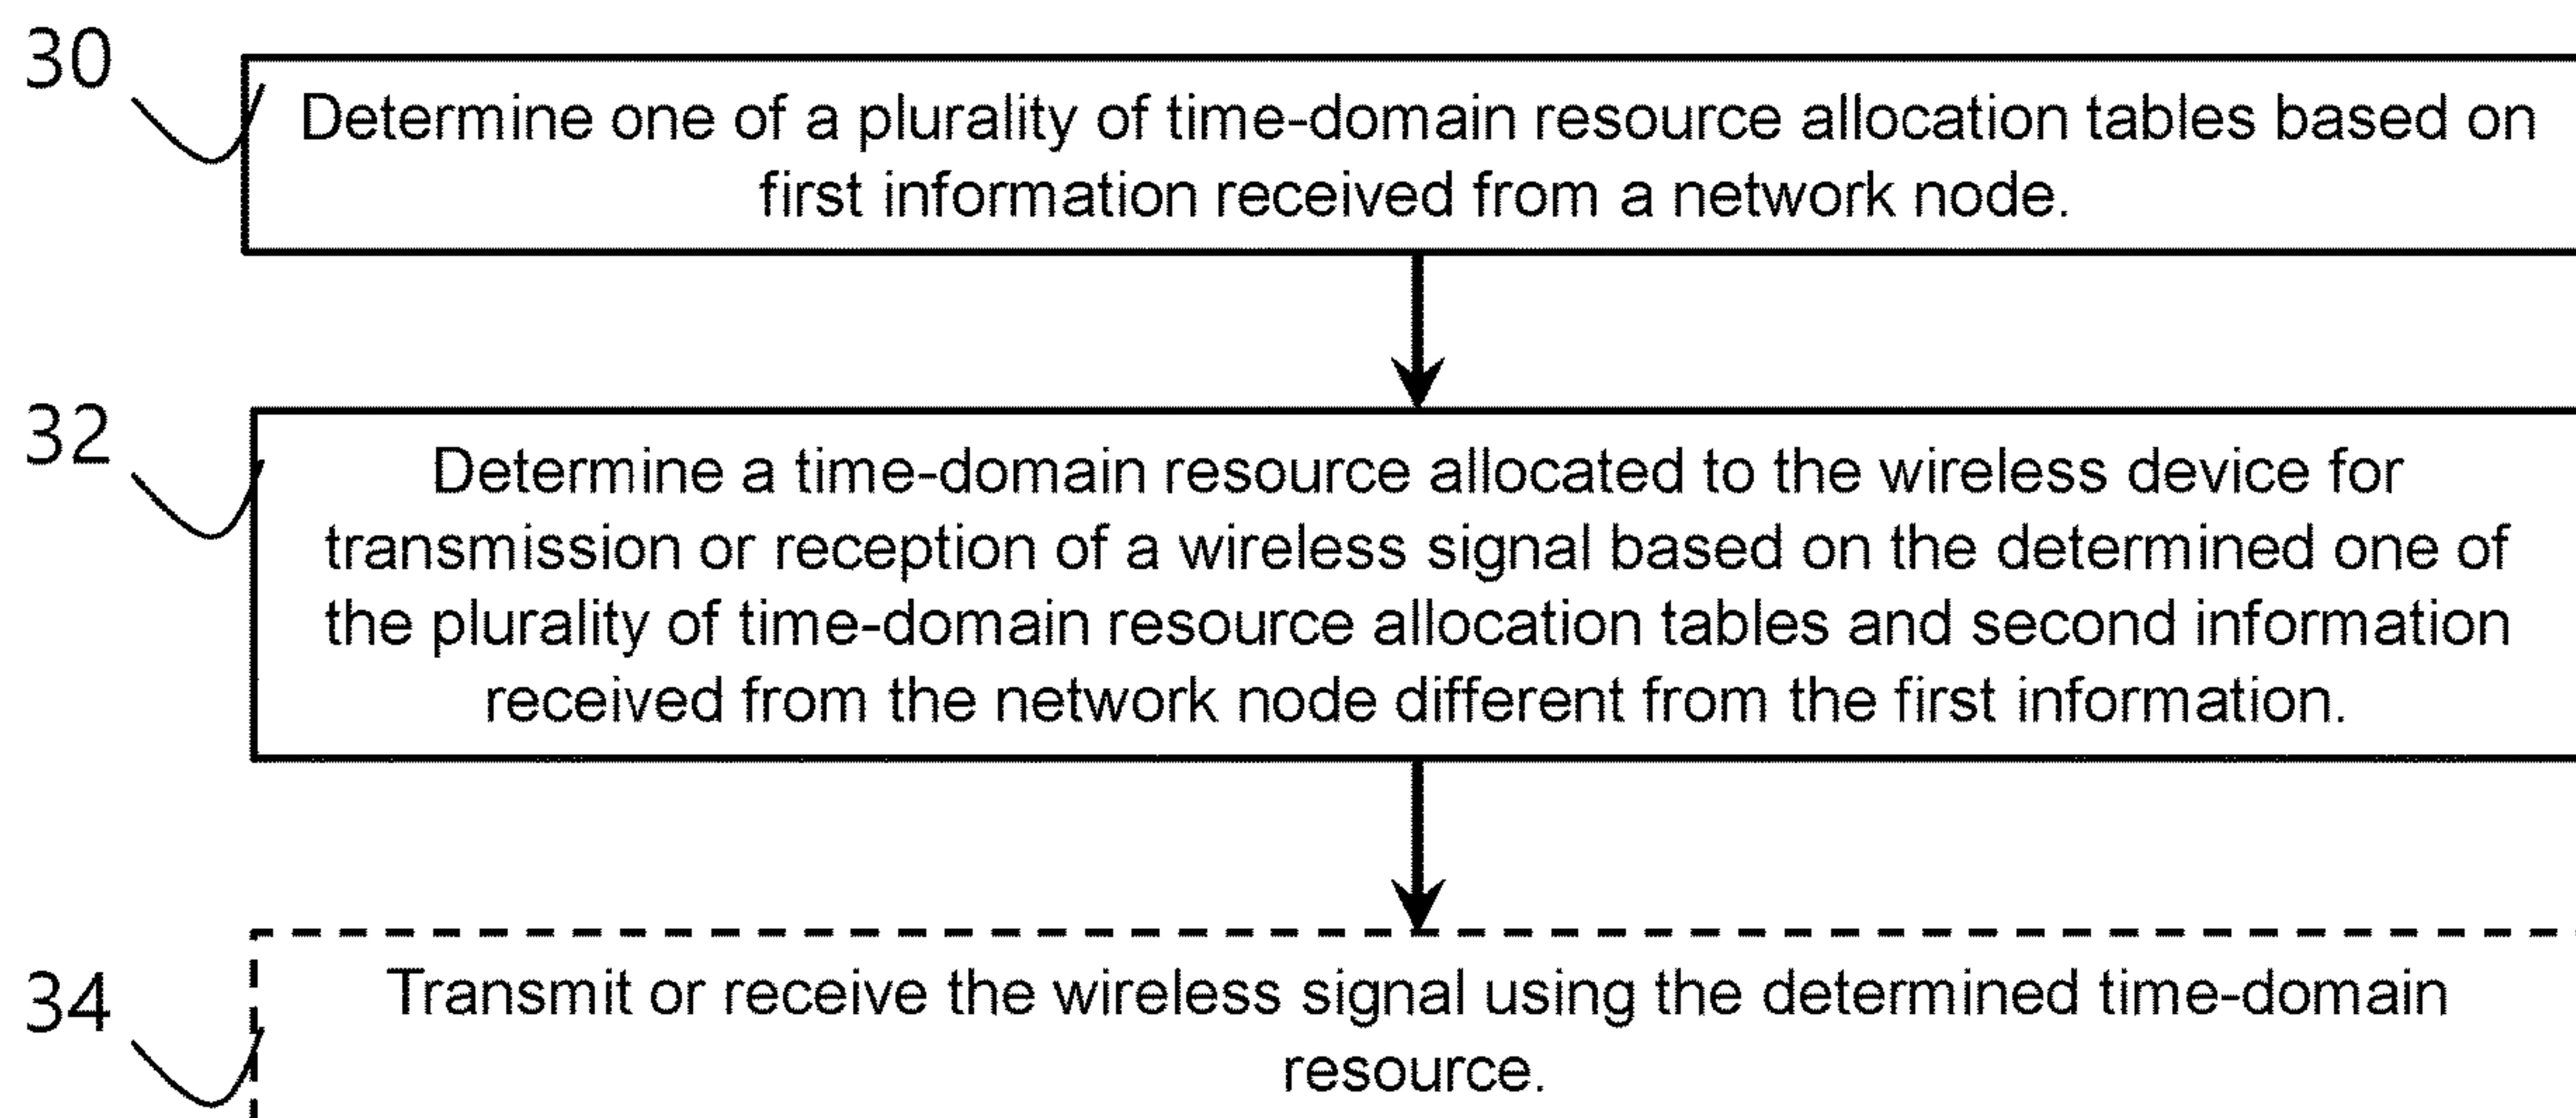 30
Determine one of a plurality of time-domain resource allocation tables based on
first information received from a network node.
32
Determine a time-domain resource allocated to the wireless device for
transmission or reception of a wireless signal based on the determined one of
the plurality of time-domain resource allocation tables and second information
received from the network node different from the first information.
34
Transmit or receive the wireless signal using the determined time-domain
resource.